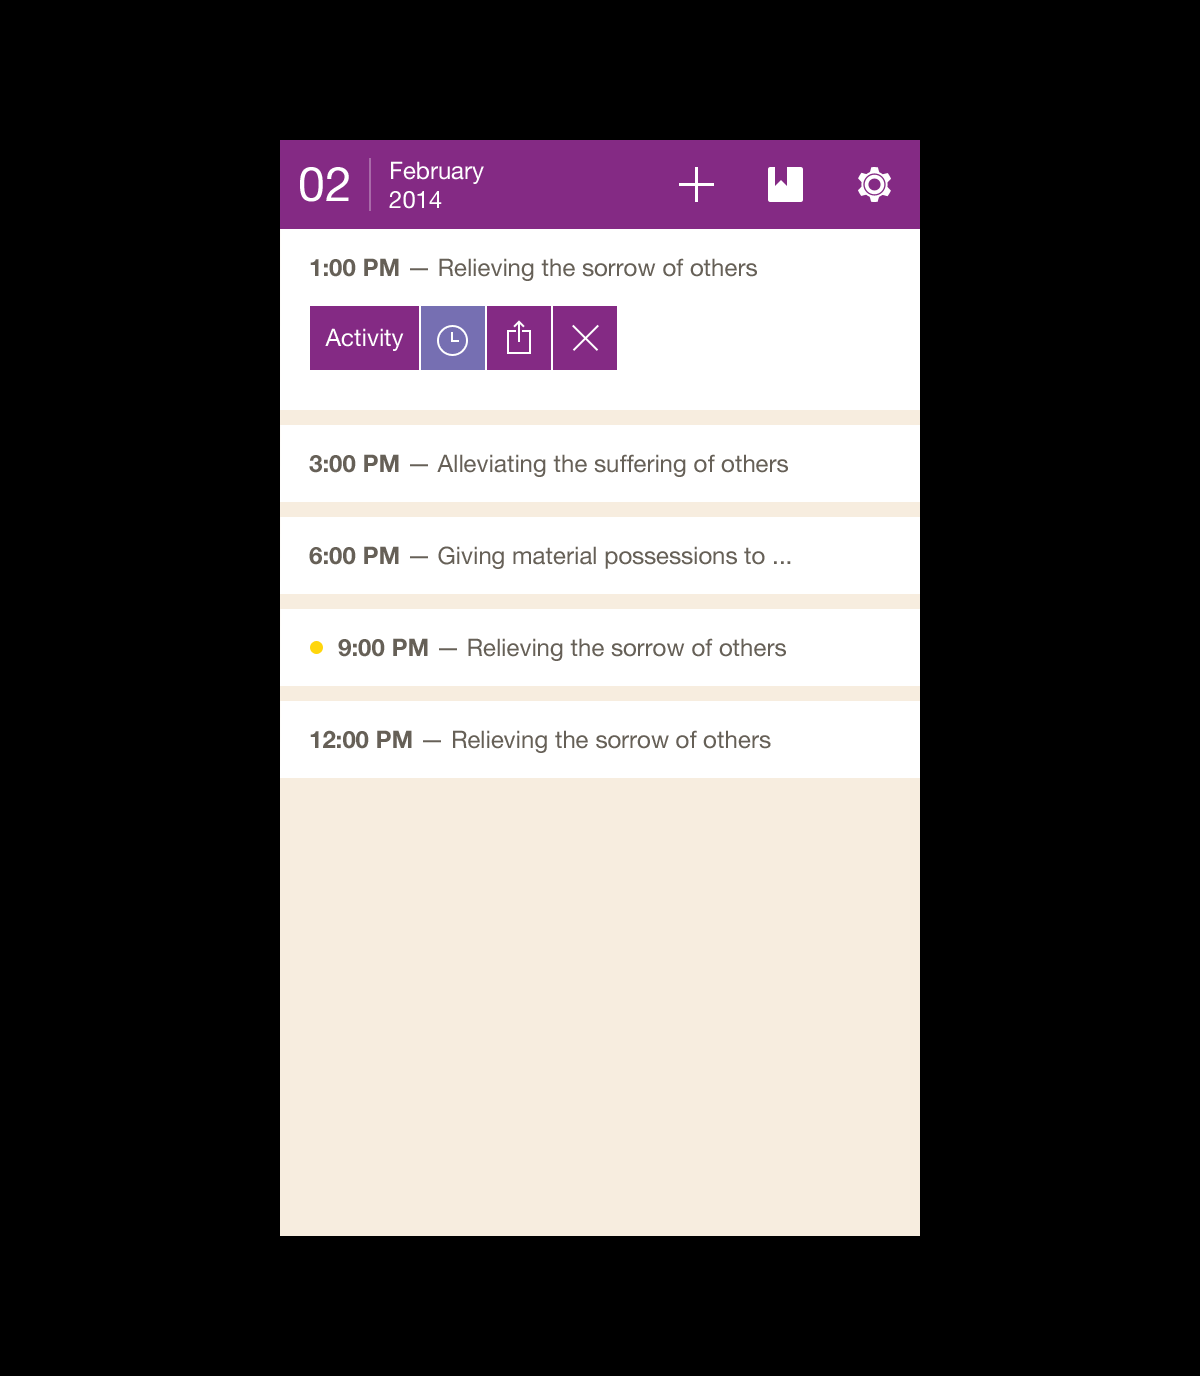 02
February
2014
1:00 PM — Relieving the sorrow of others
Activity
3:00 PM — Alleviating the suffering of others
6:00 PM — Giving material possessions to ...
9:00 PM — Relieving the sorrow of others
12:00 PM — Relieving the sorrow of others